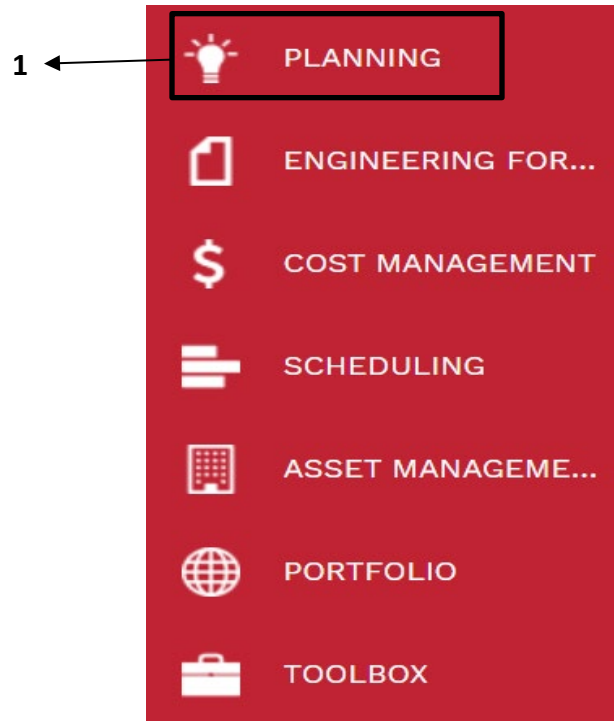 1
PLANNING
ENGINEERING FOR...
$ COST MANAGEMENT
SCHEDULING
ASSET MANAGEME...
PORTFOLIO
TOOLBOX